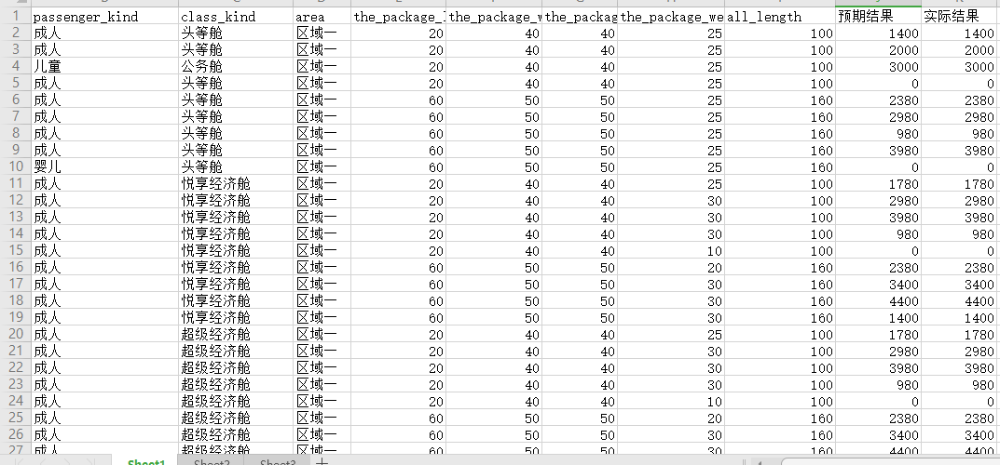 passenger_kind class_kind area the_package_ the_package_w the_package_ the_package_we all_length 预期结果 实际结果
1
2 成人 头等舱 区域一 20 40 40 25 100 1400 1400
3 成人 头等舱 区域一 20 40 40 25 100 2000 2000
4 儿童 公务舱 区域一 20 40 40 25 100 3000 3000
5 成人 头等舱 区域一 20 40 40 25 100 0 0
6 成人 头等舱 区域一 60 50 50 25 160 2380 2380
7 成人 头等舱 区域一 60 50 50 25 160 2980 2980
8 成人 头等舱 区域一 60 50 50 25 160 980 980
9 成人 头等舱 区域一 60 50 50 25 160 3980 3980
10 婴儿 头等舱 区域一 60 50 50 25 160 0 0
11 成人 悦享经济舱 区域一 20 40 40 25 100 1780 1780
12 成人 悦享经济舱 区域一 20 40 40 30 100 2980 2980
13 成人 悦享经济舱 区域一 20 40 40 30 100 3980 3980
14 成人 悦享经济舱 区域一 20 40 40 30 100 980 980
15 成人 悦享经济舱 区域一 20 40 40 10 100 0 0
16 成人 悦享经济舱 区域一 60 50 50 20 160 2380 2380
17 成人 悦享经济舱 区域一 60 50 50 30 160 3400 3400
18 成人 悦享经济舱 区域一 60 50 50 30 160 4400 4400
19 成人 悦享经济舱 区域一 60 50 50 30 160 1400 1400
20 成人 超级经济舱 区域一 20 40 40 25 100 1780 1780
21 成人 超级经济舱 区域一 20 40 40 30 100 2980 2980
22 成人 超级经济舱 区域一 20 40 40 30 100 3980 3980
23 成人 超级经济舱 区域一 20 40 40 30 100 980 980
24 成人 超级经济舱 区域一 20 40 40 10 100 0 0
25 成人 超级经济舱 区域一 60 50 50 20 160 2380 2380
26 成人 超级经济舱 区域一 60 50 50 30 160 3400 3400
27 成人 超级经济舱 区域一 60 50 50 30 160 4400 4400
Sheet1 Sheet2 Sheet3